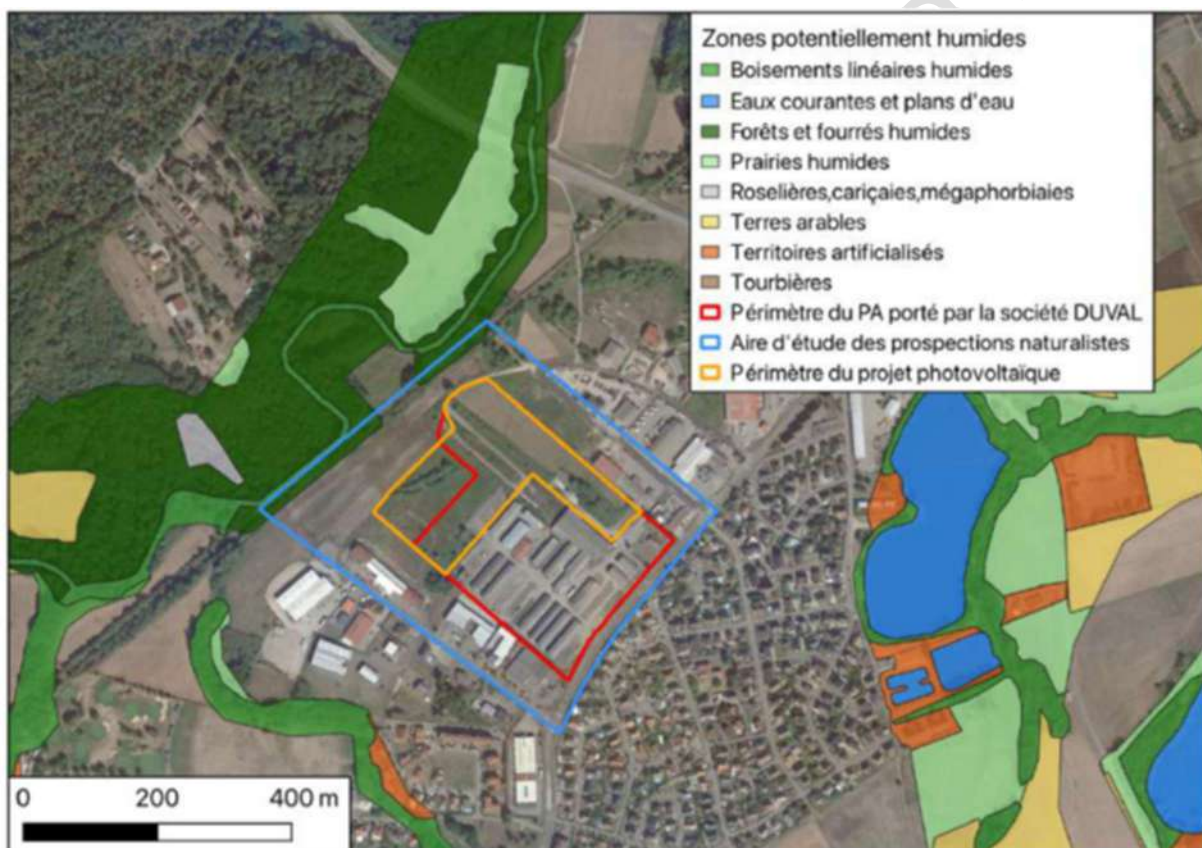 Zones potentiellement humides
Boisements linéaires humides
Eaux courantes et plans d'eau
Forêts et fourrés humides
Prairies humides
Roselières,cariçaies,mégaphorbiaies
Terres arables
Territoires artificialisés
Tourbières
Périmètre du PA porté par la société DUVAL
Aire d'étude des prospections naturalistes
Périmètre du projet photovoltaïque
0 200 400 m